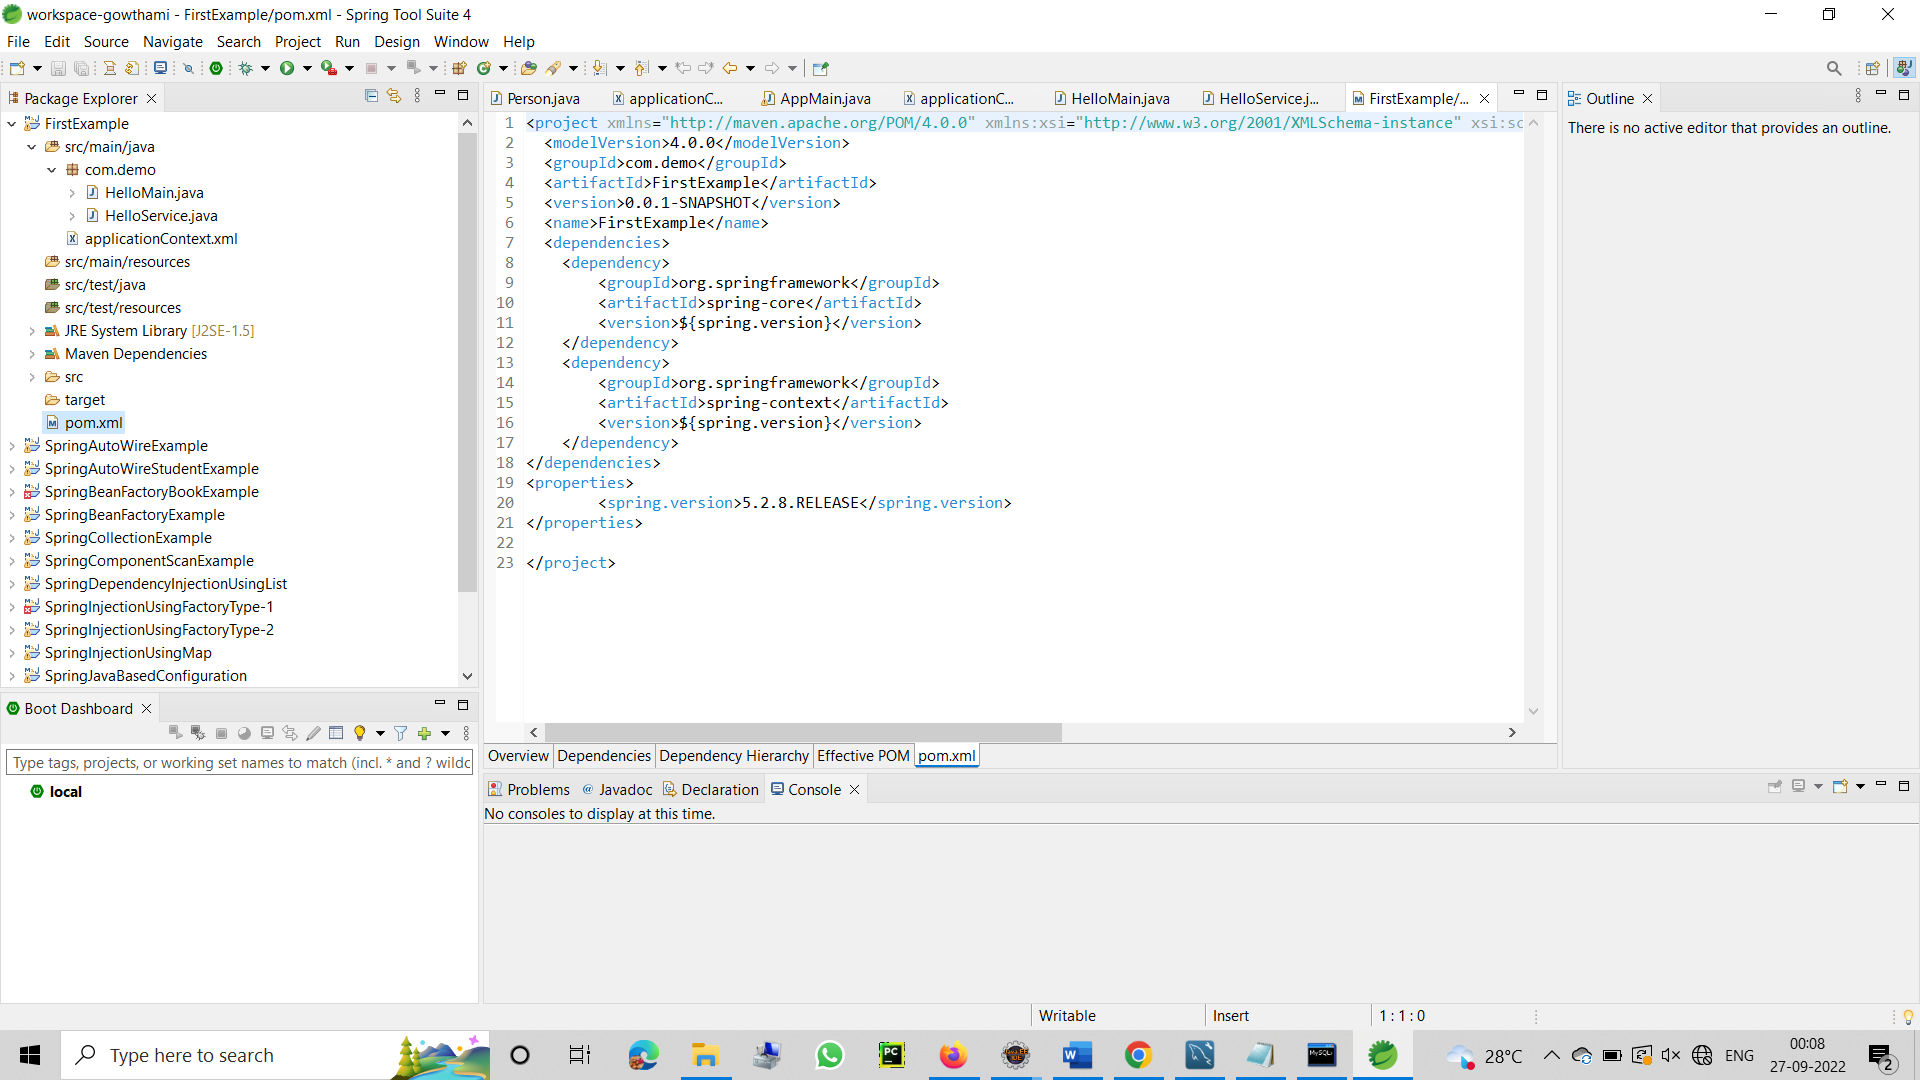 workspace-gowthami - FirstExample/pom.xml - Spring Tool Suite 4
File Edit Source Navigate Search Project Run Design Window Help
Package Explorer
FirstExample
src/main/java
com.demo
HelloMain.java
HelloService.java
applicationContext.xml
src/main/resources
src/test/java
src/test/resources
JRE System Library [J2SE-1.5]
Maven Dependencies
src
target
pom.xml
SpringAutoWireExample
SpringAutoWireStudentExample
SpringBeanFactoryBookExample
SpringBeanFactoryExample
SpringCollectionExample
SpringComponentScanExample
SpringDependencyInjectionUsingList
SpringInjectionUsingFactoryType-1
SpringInjectionUsingFactoryType-2
SpringInjectionUsingMap
SpringJavaBasedConfiguration
Boot Dashboard
Type tags, projects, or working set names to match (incl. * and ? wildc
local
Person.java applicationC... AppMain.java applicationC... HelloMain.java HelloService.j... FirstExample/...
1 <project xmlns="http://maven.apache.org/POM/4.0.0" xmlns:xsi="http://www.w3.org/2001/XMLSchema-instance" xsi:sc
2 <modelVersion>4.0.0</modelVersion>
3 <groupId>com.demo</groupId>
4 <artifactId>FirstExample</artifactId>
5 <version>0.0.1-SNAPSHOT</version>
6 <name>FirstExample</name>
7 <dependencies>
8 <dependency>
9 <groupId>org.springframework</groupId>
10 <artifactId>spring-core</artifactId>
11 <version>${spring.version}</version>
12 </dependency>
13 <dependency>
14 <groupId>org.springframework</groupId>
15 <artifactId>spring-context</artifactId>
16 <version>${spring.version}</version>
17 </dependency>
18 </dependencies>
19 <properties>
20 <spring.version>5.2.8.RELEASE</spring.version>
21 </properties>
22
23 </project>
Overview Dependencies Dependency Hierarchy Effective POM pom.xml
Outline
There is no active editor that provides an outline.
Problems Javadoc Declaration Console
No consoles to display at this time.
Writable Insert 1 : 1 : 0
Type here to search
PC
MySQL
28°C
ENG
00:08
27-09-2022
2